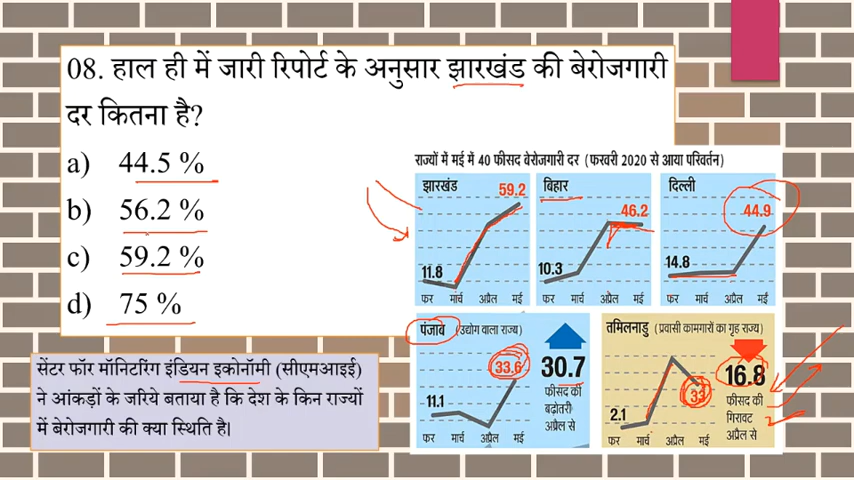 08. हाल ही में जारी रिपोर्ट के अनुसार झारखंड की बेरोजगारी
दर कितना है?
a) 44.5 %
b) 56.2 %
c) 59.2 %
d) 75 %
राज्यों में मई में 40 फीसद बेरोजगारी दर (फरवरी 2020 से आया परिवर्तन)
झारखंड
59.2
11.8
फर मार्च अप्रैल मई
बिहार
46.2
10.3
फर मार्च अप्रैल मई
दिल्ली
44.9
14.8
फर मार्च अप्रैल मई
पंजाब (उद्योग वाला राज्य)
33.6
11.1
फर मार्च अप्रैल मई
30.7
फीसद की
बढ़ोतरी
अप्रैल से
तमिलनाडु (प्रवासी कामगारों का गृह राज्य)
33
2.1
फर मार्च अप्रैल मई
16.8
फीसद की
गिरावट
अप्रैल से
सेंटर फॉर मॉनिटरिंग इंडियन इकोनॉमी (सीएमआइई)
ने आंकड़ों के जरिये बताया है कि देश के किन राज्यों
में बेरोजगारी की क्या स्थिति है।